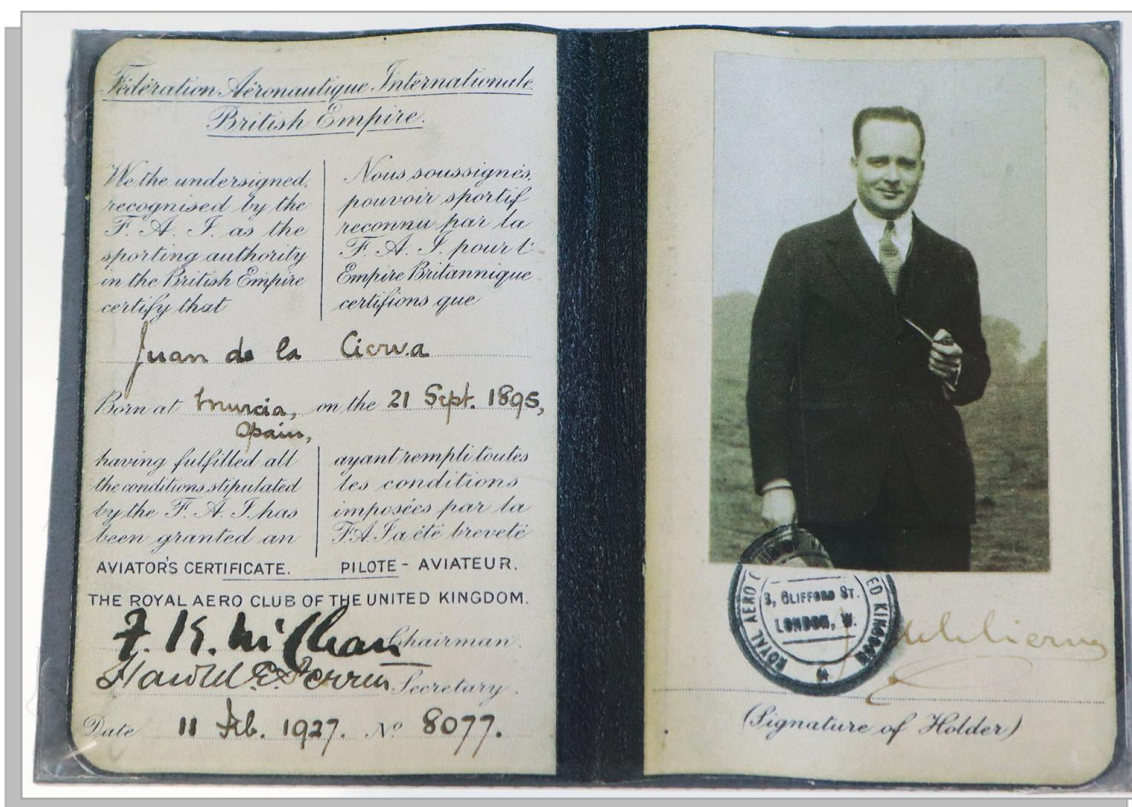 Fédération Aéronautique Internationale
British Empire.
We the undersigned,
recognised by the
F. A. I as the
sporting authority
in the British Empire
certify that
Nous soussignés,
pouvoir sportif
reconnu par la
F. A. I pour l'
Empire Britannique
certifions que
Juan de la Cierva
Born at Murcia, on the 21 Sept. 1895,
Spain,
having fulfilled all
the conditions stipulated
by the F. A. I has
been granted an
ayant rempli toutes
les conditions
imposées par la
F A I a été breveté
AVIATOR'S CERTIFICATE. PILOTE - AVIATEUR.
THE ROYAL AERO CLUB OF THE UNITED KINGDOM.
Chairman.
Harold E. Perrin Secretary.
Date 11 Feb. 1927. No 8077.
ROYAL AERO ED KINGDOM
3, CLIFFORD ST.
LONDON, W.
(Signature of Holder)